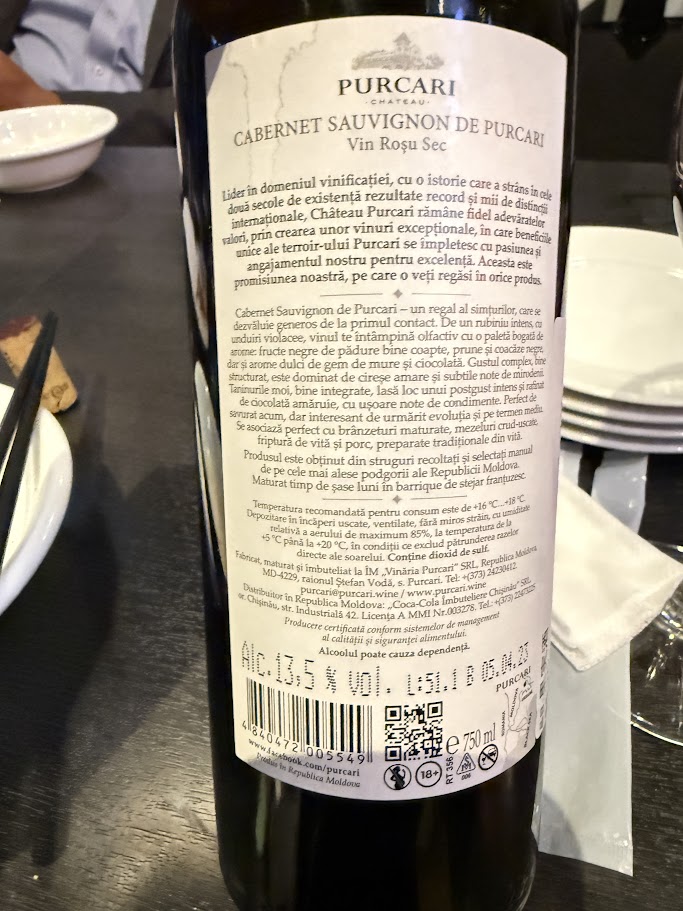 PURCARI
·CHATEAU·
CABERNET SAUVIGNON DE PURCARI
Vin Roșu Sec
Lider în domeniul vinificației, cu o istorie care a strâns în cele
două secole de existență rezultate record și mii de distincții
internaționale, Château Purcari rămâne fidel adevăratelor
valori, prin crearea unor vinuri excepționale, în care beneficiile
unice ale terroir-ului Purcari se împletesc cu pasiunea și
angajamentul nostru pentru excelență. Aceasta este
promisiunea noastră, pe care o veți regăsi în orice produs.
Cabernet Sauvignon de Purcari – un regal al simțurilor, care se
dezvăluie generos de la primul contact. De un rubiniu intens, cu
unduiri violacee, vinul te întâmpină olfactiv cu o paletă bogată de
arome: fructe negre de pădure bine coapte, prune și coacăze negre,
dar și arome dulci de gem de mure și ciocolată. Gustul complex, bine
structurat, este dominat de cireșe amare și subtile note de mirodenii.
Taninurile moi, bine integrate, lasă loc unui postgust intens și rafinat
de ciocolată amăruie, cu ușoare note de condimente. Perfect de
savurat acum, dar interesant de urmărit evoluția și pe termen mediu.
Se asociază perfect cu brânzeturi maturate, mezeluri crud-uscate,
friptură de vită și porc, preparate tradiționale din vită.
Produsul este obținut din struguri recoltați și selectați manual
de pe cele mai alese podgorii ale Republicii Moldova.
Maturat timp de șase luni în barrique de stejar franțuzesc.
Temperatura recomandată pentru consum este de +16 °C...+18 °C.
Depozitare în încăperi uscate, ventilate, fără miros străin, cu umiditate
relativă a aerului de maximum 85%, la temperatura de la
+5 °C până la +20 °C, în condiții ce exclud pătrunderea razelor
directe ale soarelui. Conține dioxid de sulf.
Fabricat, maturat și îmbuteliat la ÎM „Vinăria Purcari” SRL, Republica Moldova,
MD-4229, raionul Ștefan Vodă, s. Purcari. Tel: +(373) 24230412.
purcari@purcari.wine / www.purcari.wine
Distribuitor în Republica Moldova: „Coca-Cola Îmbuteliere Chișinău” SRL,
or. Chișinău, str. Industrială 42. Licența A MMI Nr.003278. Tel.:
Producere certificată conform sistemelor de management
al calității și siguranței alimentului.
Alcoolul poate cauza dependență.
Alc.13,5 % vol. L:51.1 B 05.04.23
PURCARI
4 840472 005549
e 750 ml
www.facebook.com/purcari
Produs în Republica Moldova
18+
RT 356
006